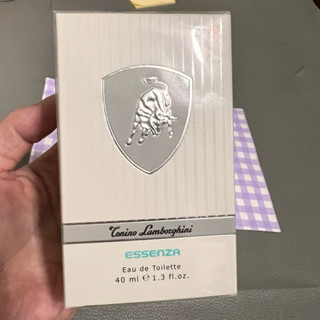 Tonino Lamborghini
ESSENZA
Eau de Toilette
40 ml ℮ 1.3 fl.oz.